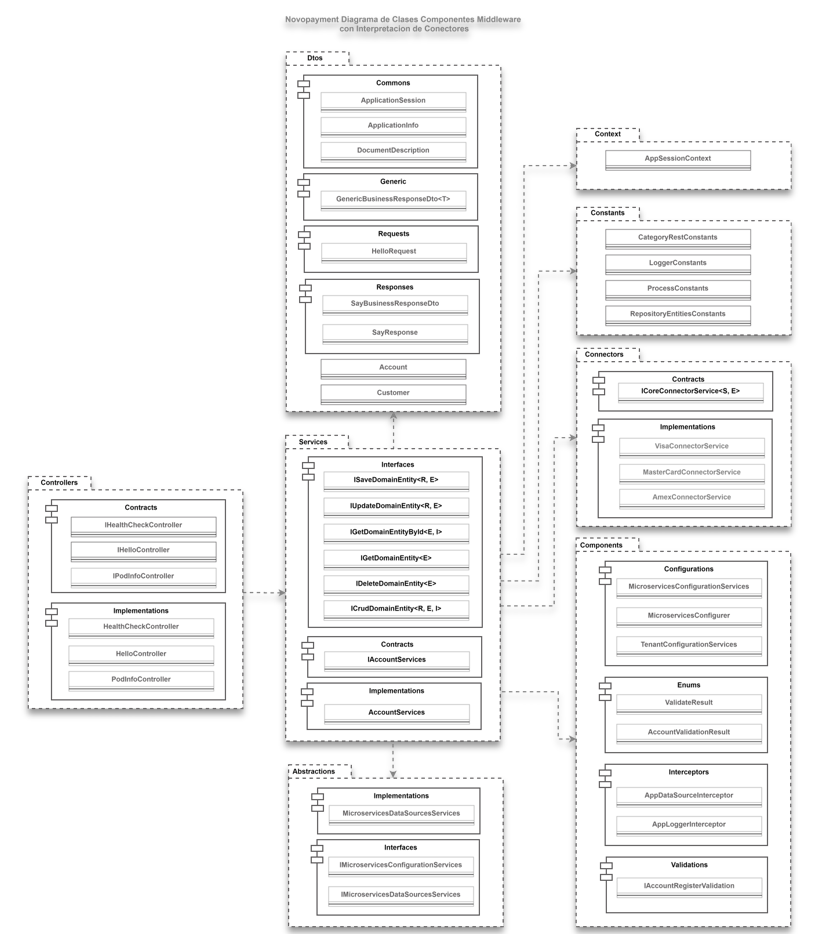 Novopayment Diagrama de Clases Componentes Middleware
con Interpretacion de Conectores
Dtos
Commons
ApplicationSession
ApplicationInfo
DocumentDescription
Generic
GenericBusinessResponseDto<T>
Requests
HelloRequest
Responses
SayBusinessResponseDto
SayResponse
Account
Customer
Context
AppSessionContext
Constants
CategoryRestConstants
LoggerConstants
ProcessConstants
RepositoryEntitiesConstants
Connectors
Contracts
ICoreConnectorService<S, E>
Implementations
VisaConnectorService
MasterCardConnectorService
AmexConnectorService
Services
Interfaces
ISaveDomainEntity<R, E>
IUpdateDomainEntity<R, E>
IGetDomainEntityById<E, I>
IGetDomainEntity<E>
IDeleteDomainEntity<E>
ICrudDomainEntity<R, E, I>
Contracts
IAccountServices
Implementations
AccountServices
Controllers
Contracts
IHealthCheckController
IHelloController
IPodInfoController
Implementations
HealthCheckController
HelloController
PodInfoController
Components
Configurations
MicroservicesConfigurationServices
MicroservicesConfigurer
TenantConfigurationServices
Enums
ValidateResult
AccountValidationResult
Interceptors
AppDataSourceInterceptor
AppLoggerInterceptor
Validations
IAccountRegisterValidation
Abstractions
Implementations
MicroservicesDataSourcesServices
Interfaces
IMicroservicesConfigurationServices
IMicroservicesDataSourcesServices